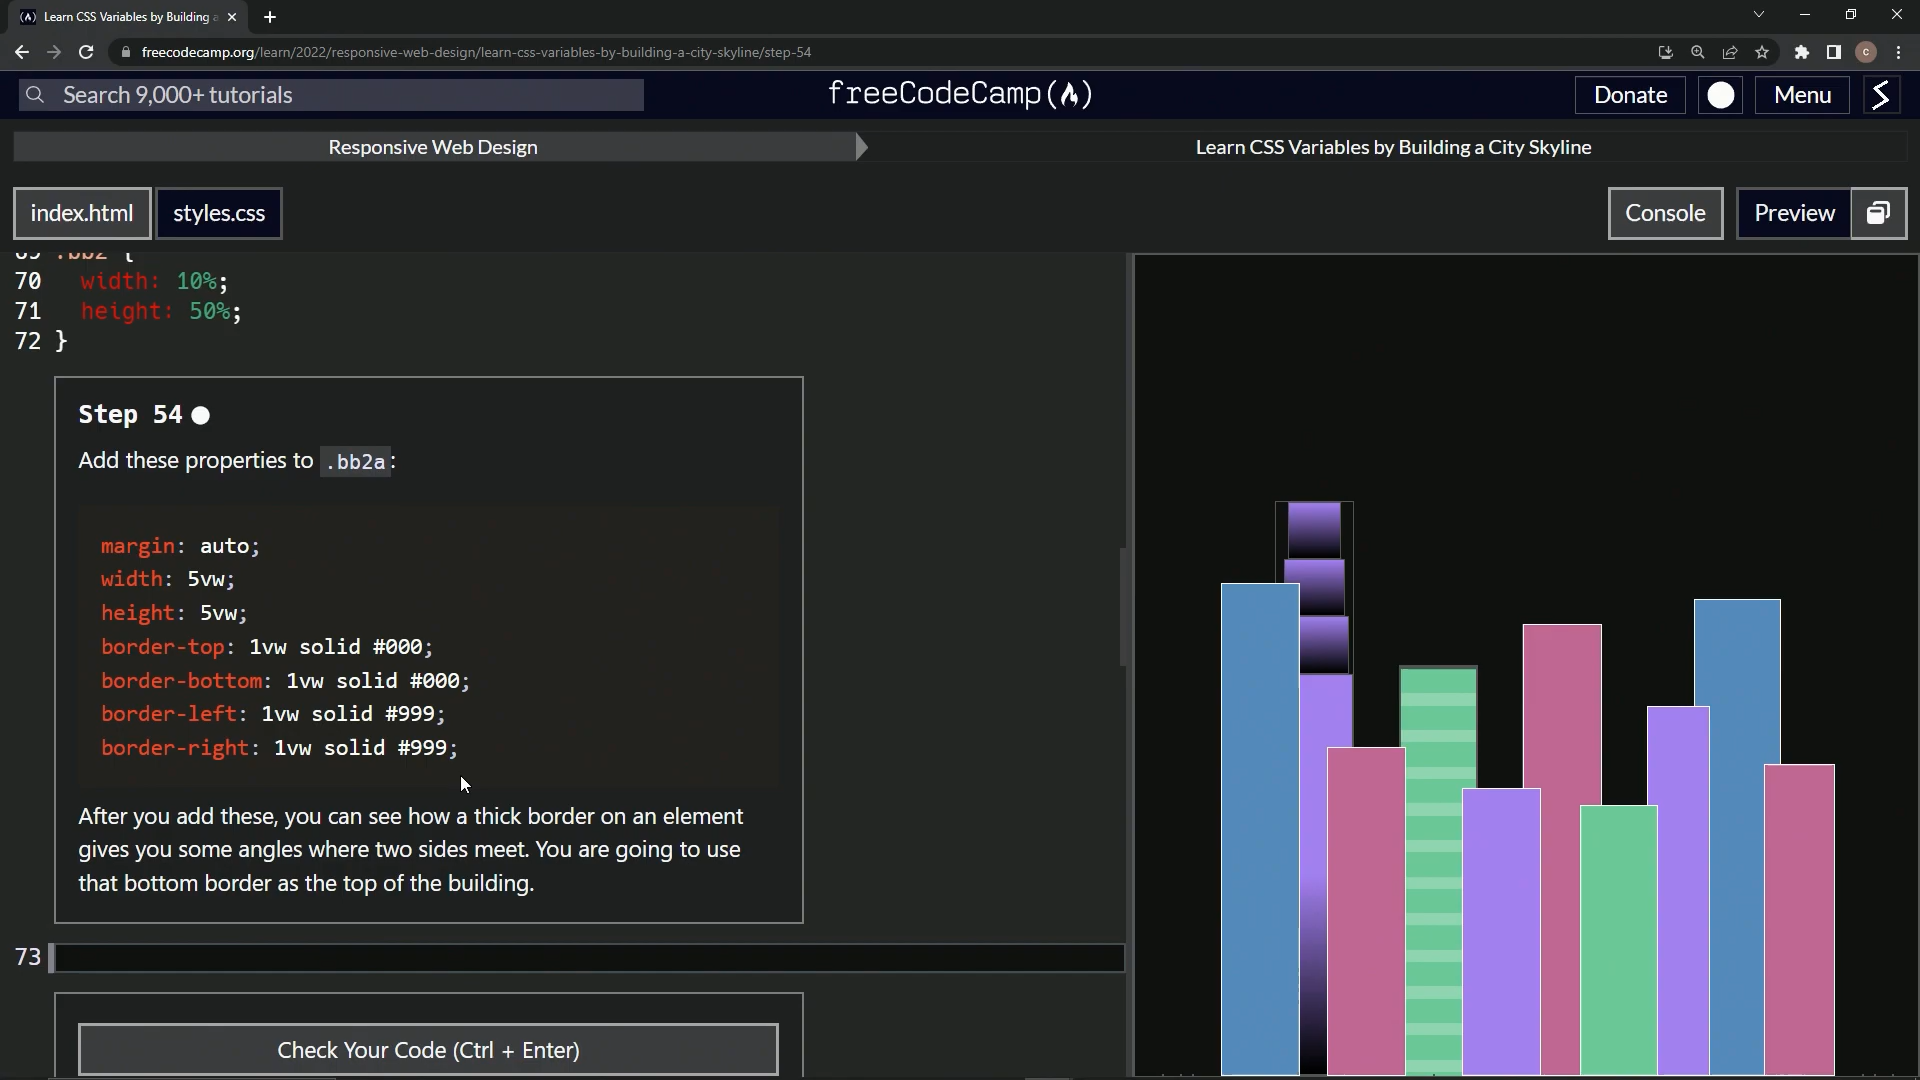 Learn CSS Variables by Building a
freecodecamp.org/learn/2022/responsive-web-design/learn-css-variables-by-building-a-city-skyline/step-54
C
Search 9,000+ tutorials
freeCodeCamp
Donate
Menu
Responsive Web Design
Learn CSS Variables by Building a City Skyline
index.html
styles.css
Console
Preview
69 .bb2 {
70 width: 10%;
71 height: 50%;
72 }
Step 54
Add these properties to .bb2a:
margin: auto;
width: 5vw;
height: 5vw;
border-top: 1vw solid #000;
border-bottom: 1vw solid #000;
border-left: 1vw solid #999;
border-right: 1vw solid #999;
After you add these, you can see how a thick border on an element
gives you some angles where two sides meet. You are going to use
that bottom border as the top of the building.
73
Check Your Code (Ctrl + Enter)